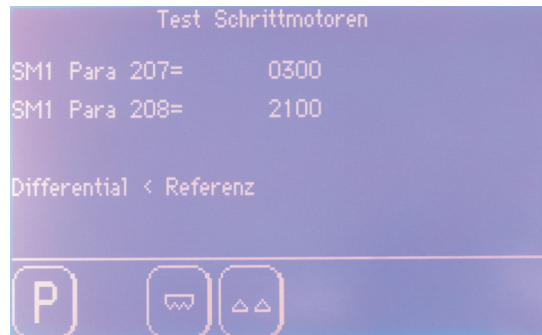 Test Schrittmotoren
SM1 Para 207= 0300
SM1 Para 208= 2100
Differential < Referenz
P